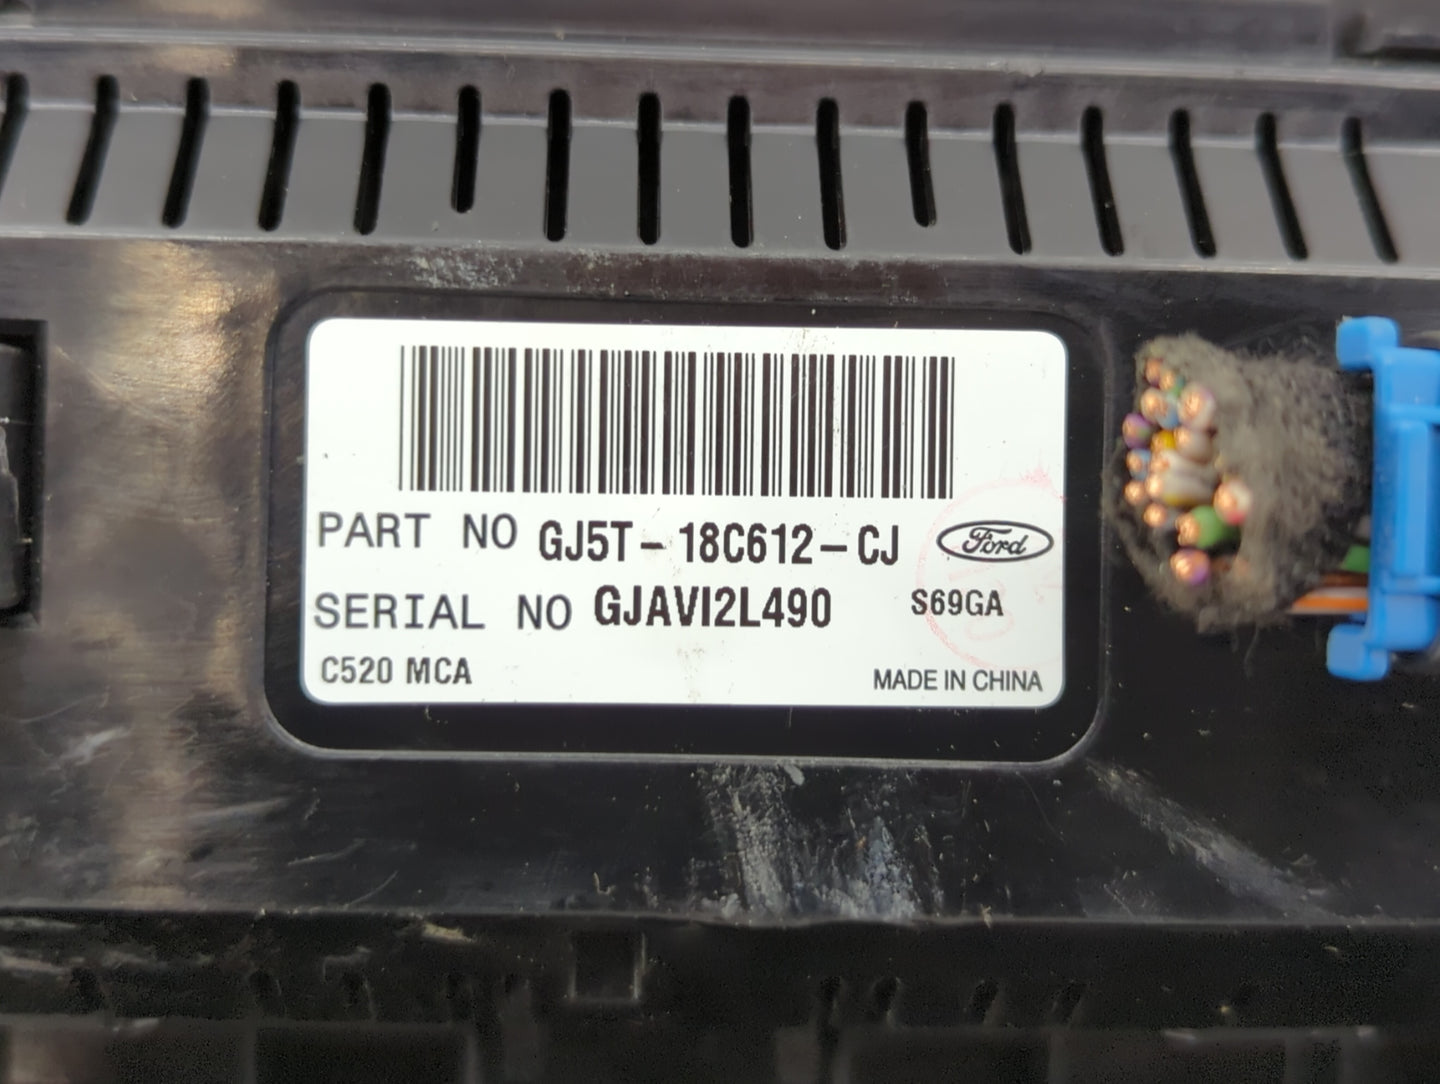 PART NO GJ5T-18C612-CJ Ford
SERIAL NO GJAVI2L490 S69GA
C520 MCA MADE IN CHINA